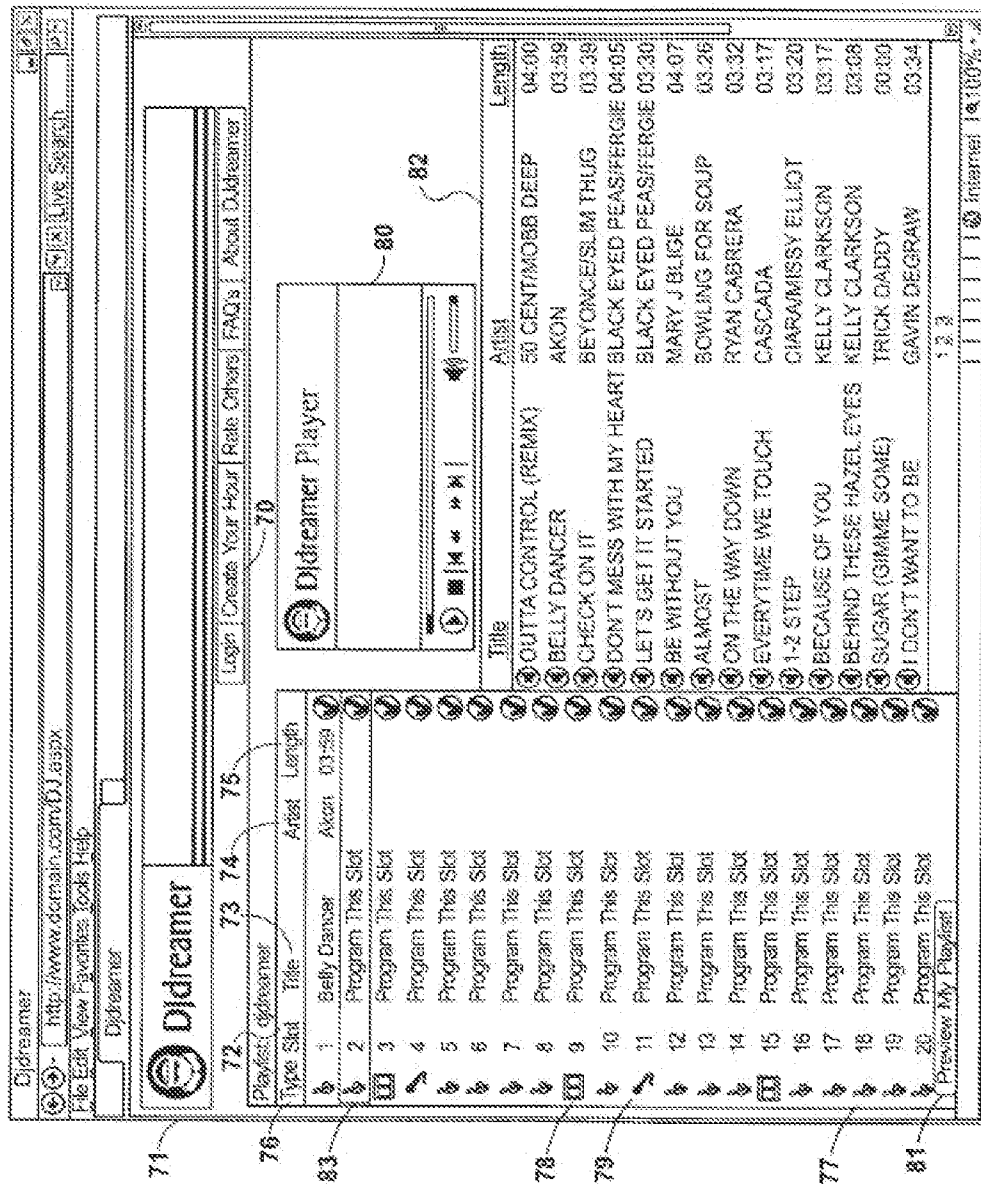 Djdreamer
http://www.domain.com/DJ.aspx
Live Search
File Edit View Favorites Tools Help
Djdreamer
71
Djdreamer
Login Create Your Hour Rate Others FAQ's About DJdreamer
70
72
73
74
75
Playlist: djdreamer
76
Type Slot Title Artist Length
1 Belly Dancer Akon 03:59
83
2 Program This Slot
3 Program This Slot
4 Program This Slot
5 Program This Slot
6 Program This Slot
7 Program This Slot
8 Program This Slot
78
9 Program This Slot
10 Program This Slot
79
11 Program This Slot
12 Program This Slot
13 Program This Slot
14 Program This Slot
15 Program This Slot
16 Program This Slot
17 Program This Slot
77
18 Program This Slot
19 Program This Slot
20 Program This Slot
81
Preview My Playlist
Djdreamer Player
80
82
Title Artist Length
OUTTA CONTROL (REMIX) 50 CENT/MOBB DEEP 04:00
BELLY DANCER AKON 03:59
CHECK ON IT BEYONCE/SLIM THUG 03:39
DON'T MESS WITH MY HEART BLACK EYED PEAS/FERGIE 04:05
LET'S GET IT STARTED BLACK EYED PEAS/FERGIE 03:30
BE WITHOUT YOU MARY J BLIGE 04:07
ALMOST BOWLING FOR SOUP 03:26
ON THE WAY DOWN RYAN CABRERA 03:32
EVERYTIME WE TOUCH CASCADA 03:17
1-2 STEP CIARA/MISSY ELLIOT 03:20
BECAUSE OF YOU KELLY CLARKSON 03:17
BEHIND THESE HAZEL EYES KELLY CLARKSON 03:08
SUGAR (GIMME SOME) TRICK DADDY 00:00
I DON'T WANT TO BE GAVIN DEGRAW 03:34
1 2 3
Internet 100%